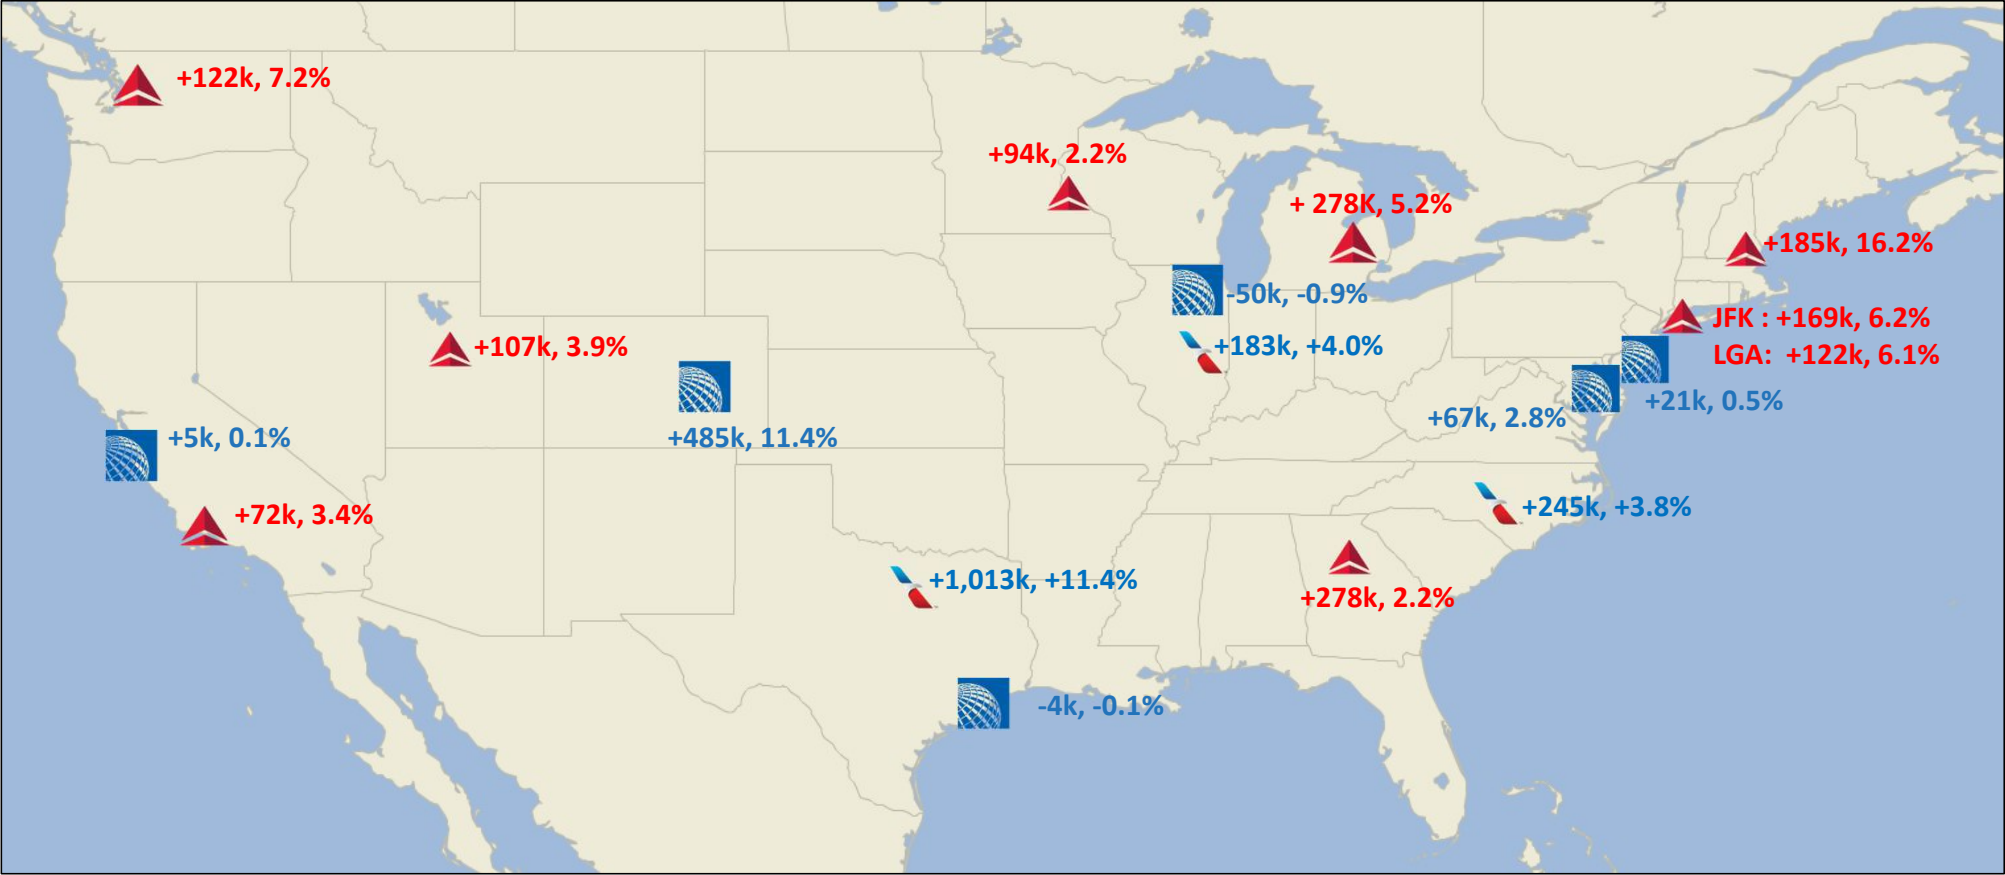 +122k, 7.2%
+94k, 2.2%
+ 278K, 5.2%
+185k, 16.2%
-50k, -0.9%
JFK : +169k, 6.2%
+107k, 3.9%
+183k, +4.0%
LGA:  +122k, 6.1%
+21k, 0.5%
+67k, 2.8%
+5k, 0.1%
+485k, 11.4%
+72k, 3.4%
+245k, +3.8%
+1,013k, +11.4%
+278k, 2.2%
-4k, -0.1%